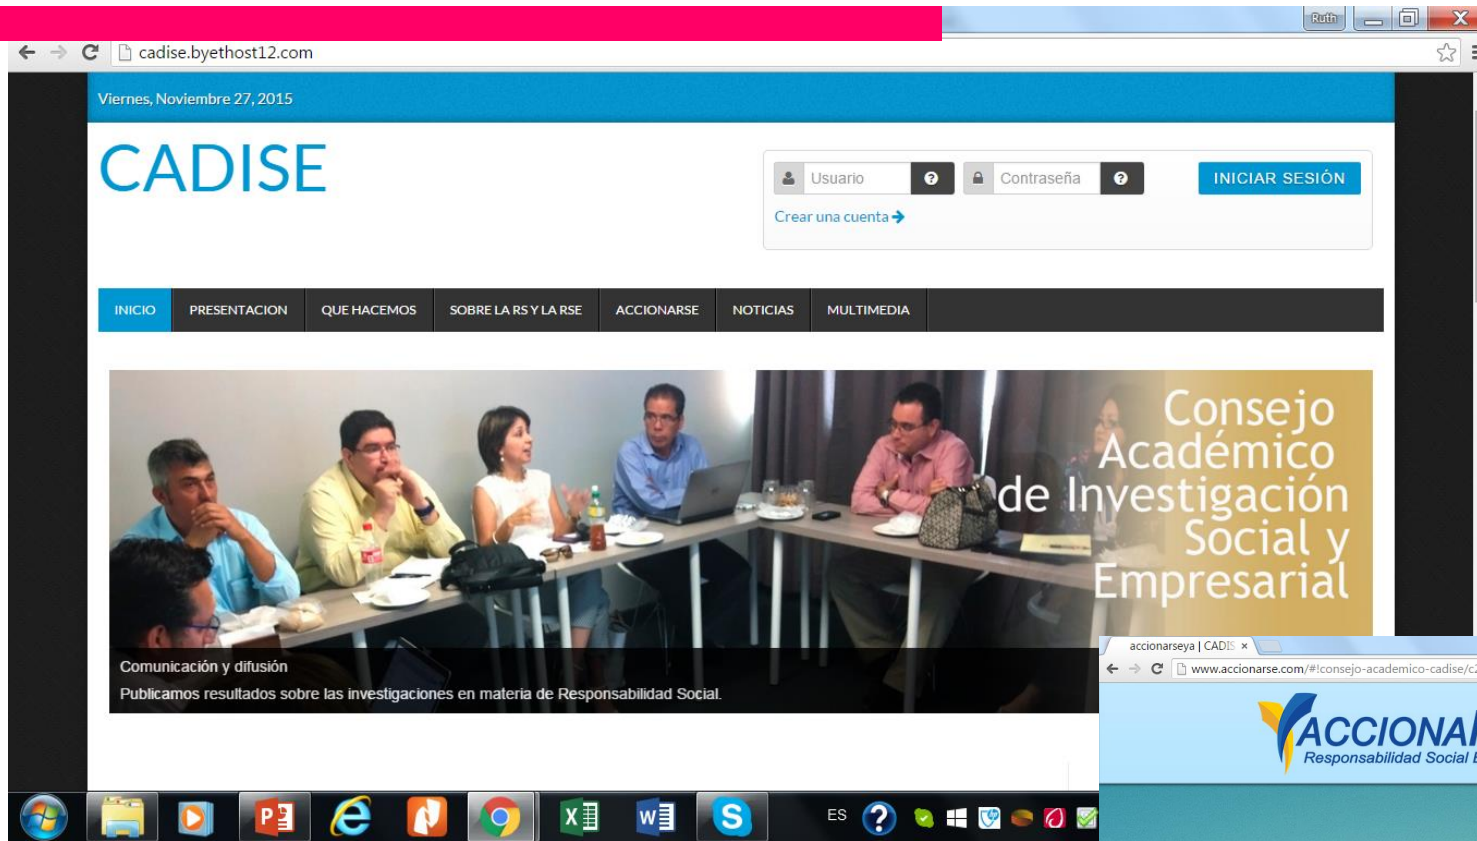 Ruth
cadise.byethost12.com
Viernes, Noviembre 27, 2015
CADISE
Usuario
Contraseña
INICIAR SESIÓN
Crear una cuenta
INICIO PRESENTACION QUE HACEMOS SOBRE LA RS Y LA RSE ACCIONARSE NOTICIAS MULTIMEDIA
Consejo
Académico
de Investigación
Social y
Empresarial
Comunicación y difusión
Publicamos resultados sobre las investigaciones en materia de Responsabilidad Social.
accionarseya | CADIS
www.accionarse.com/#!consejo-academico-cadise/c2
ACCIONAR
Responsabilidad Social E
ES